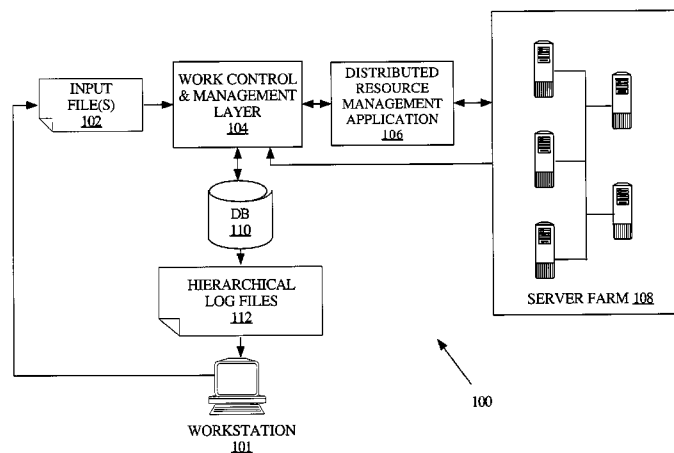 INPUT
FILE(S)
102
WORK CONTROL
& MANAGEMENT
LAYER
104
DISTRIBUTED
RESOURCE
MANAGEMENT
APPLICATION
106
DB
110
HIERARCHICAL
LOG FILES
112
SERVER FARM 108
100
WORKSTATION
101